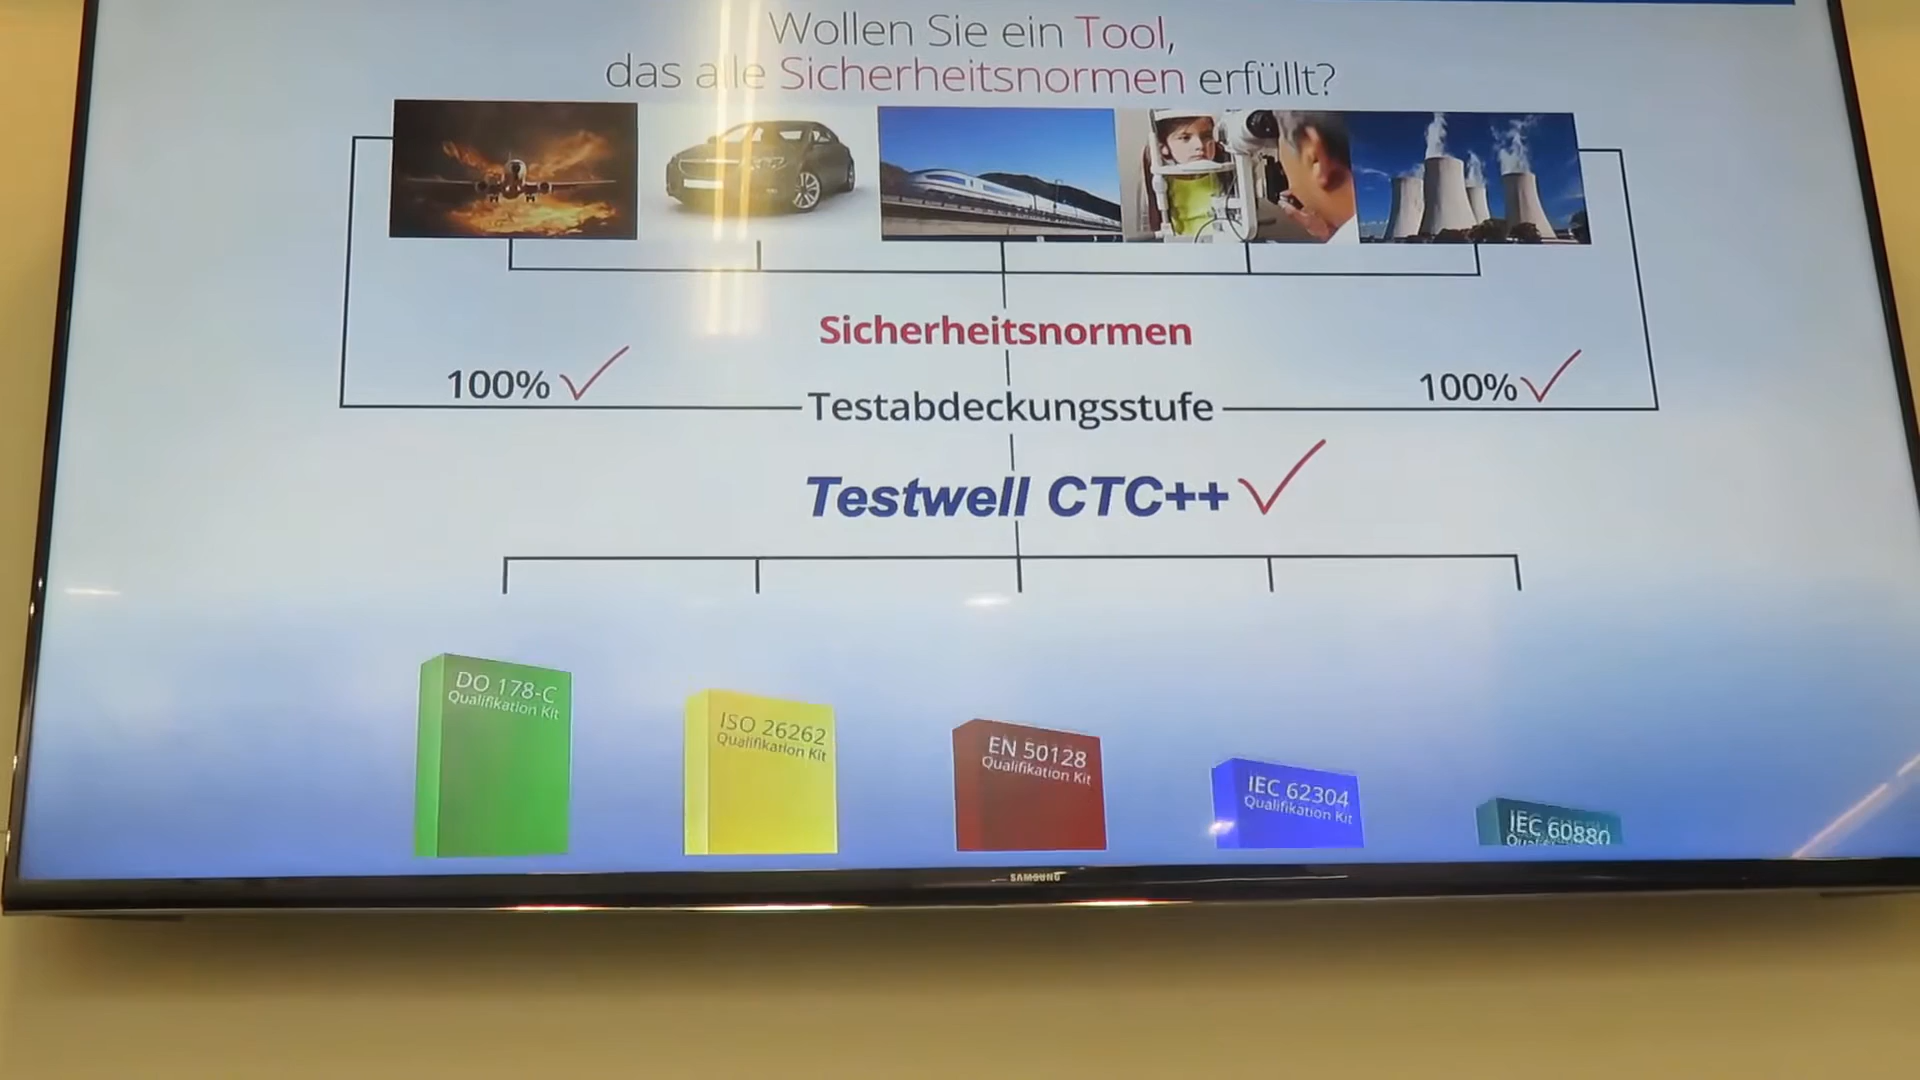 Wollen Sie ein Tool,
das alle Sicherheitsnormen erfüllt?
Sicherheitsnormen
100%
100%
Testabdeckungsstufe
Testwell CTC++
DO 178-C
Qualifikation Kit
ISO 26262
Qualifikation Kit
EN 50128
Qualifikation Kit
IEC 62304
Qualifikation Kit
IEC 60880
SAMSUNG